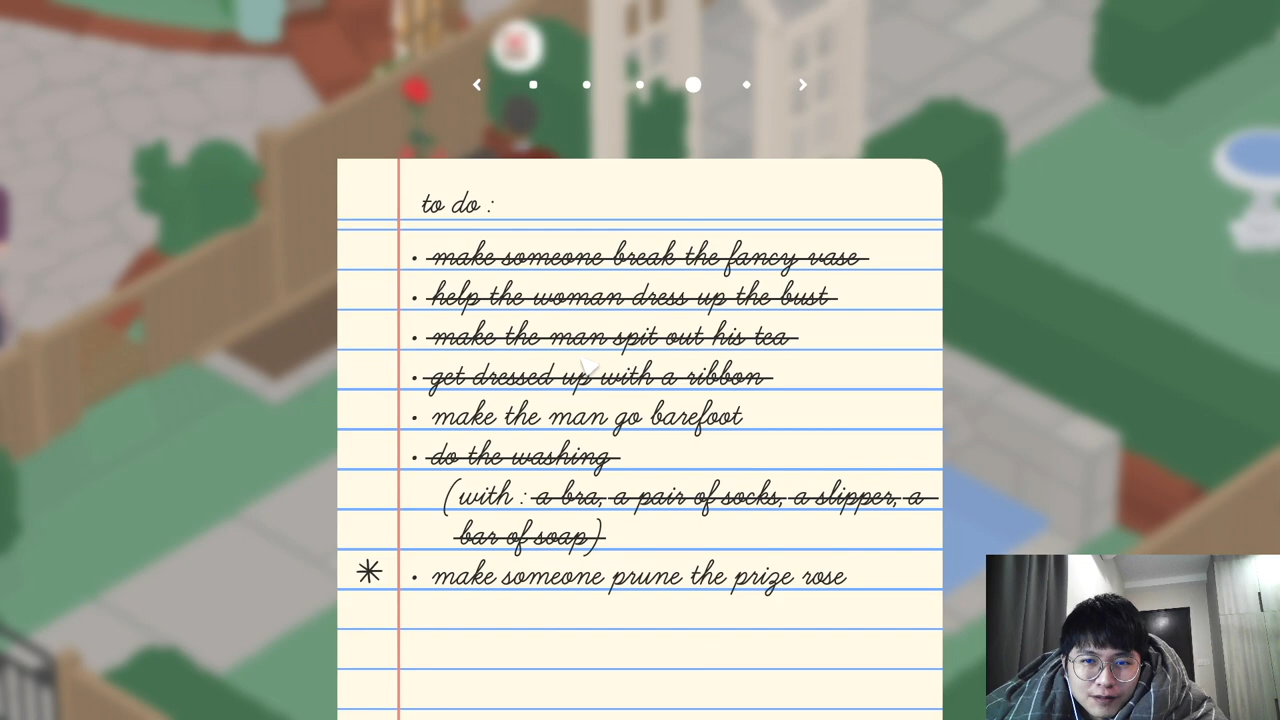 to do :
• make someone break the fancy vase
• help the woman dress up the bust
• make the man spit out his tea
• get dressed up with a ribbon
• make the man go barefoot
• do the washing
(with : a bra, a pair of socks, a slipper, a
bar of soap)
• make someone prune the prize rose